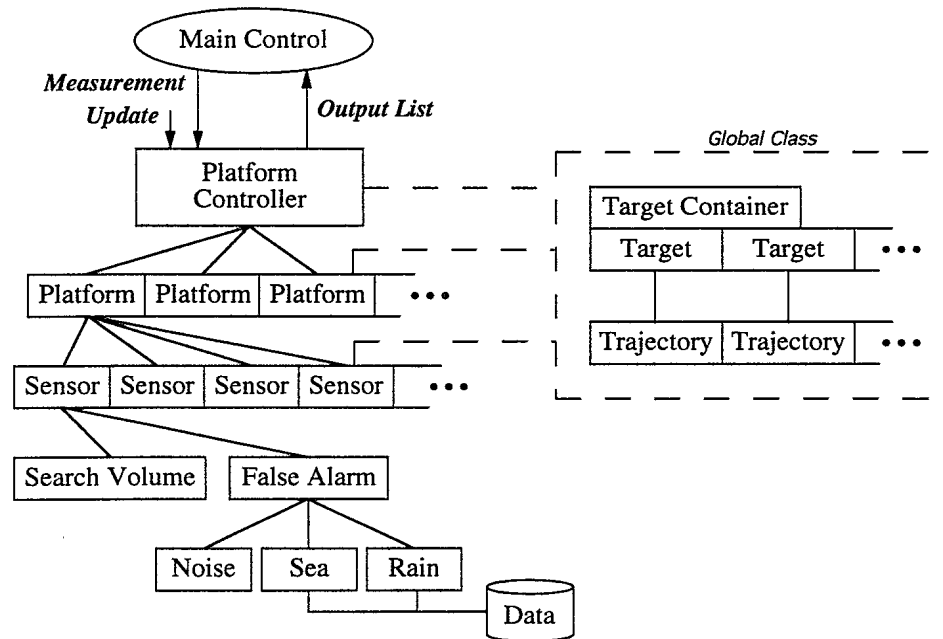 Main Control
Measurement
Update
Output List
Platform
Controller
Global Class
Target Container
Target Target •••
Platform Platform Platform •••
Trajectory Trajectory •••
Sensor Sensor Sensor Sensor •••
Search Volume False Alarm
Noise Sea Rain
Data